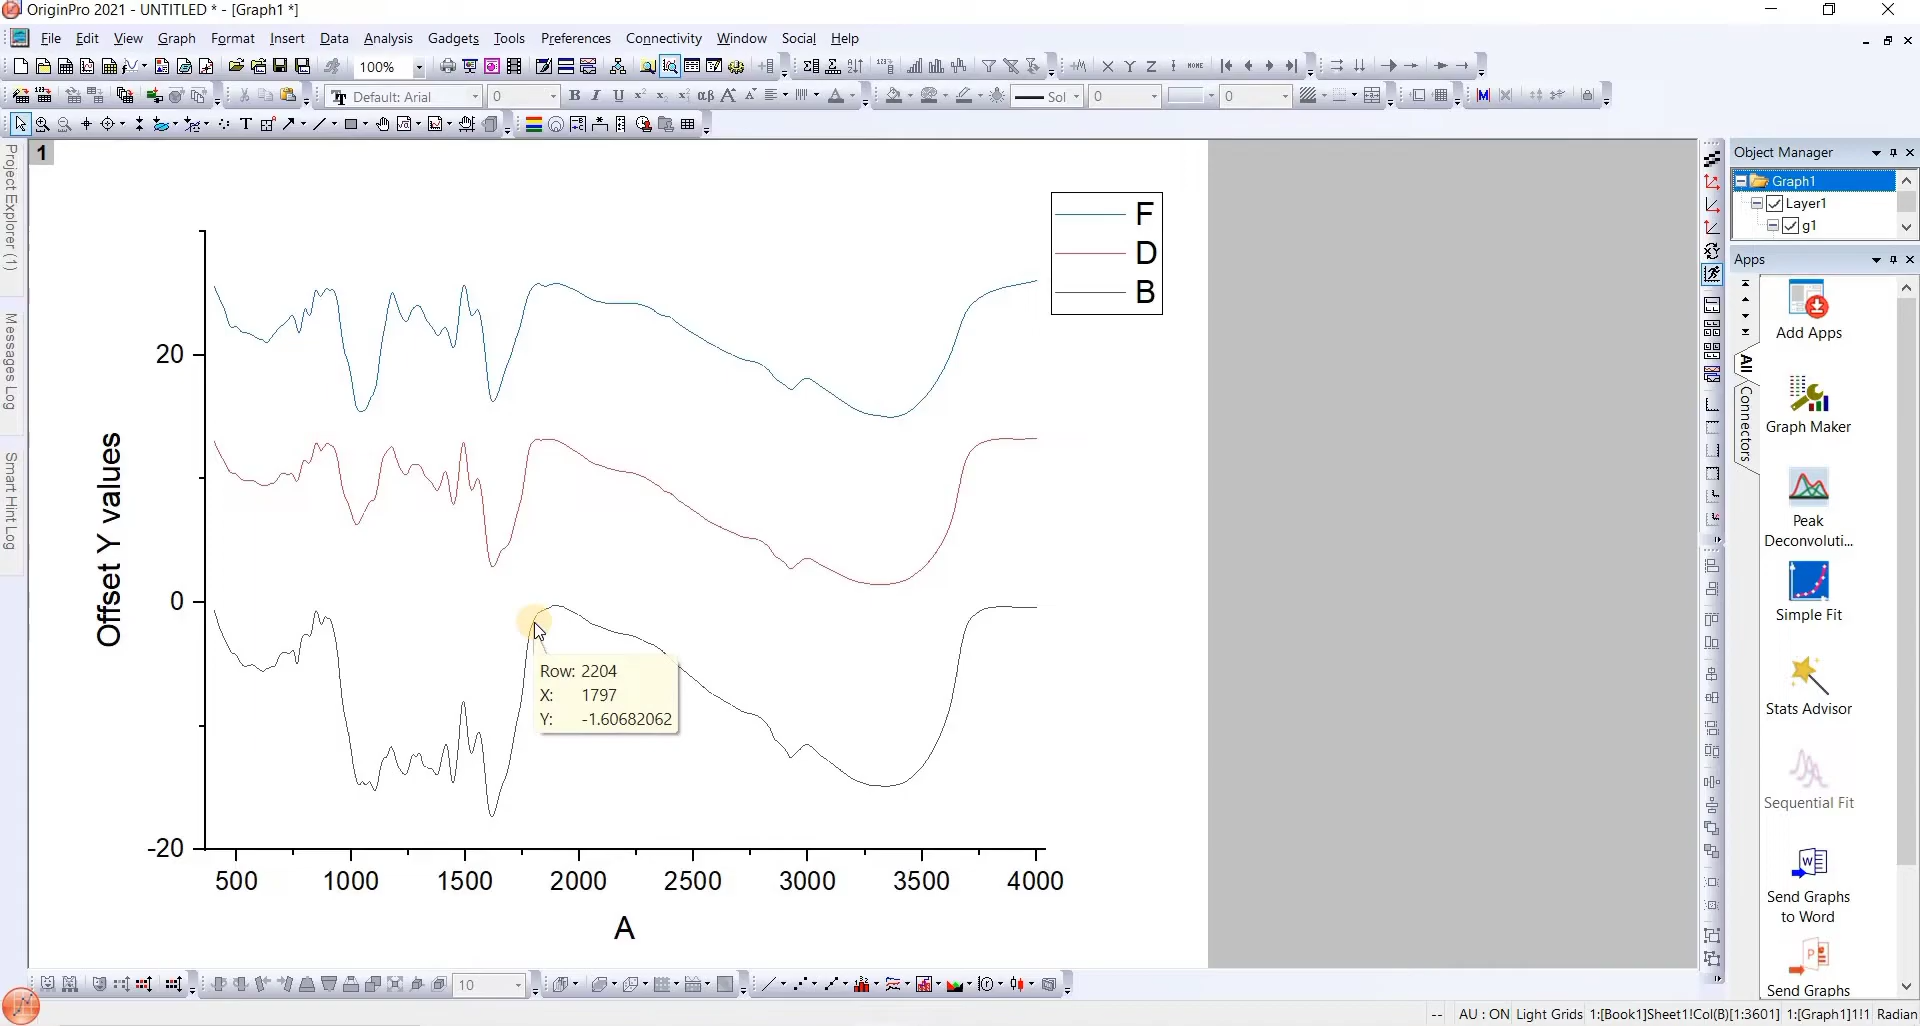 OriginPro 2021 - UNTITLED * - [Graph1 *]
File Edit View Graph Format Insert Data Analysis Gadgets Tools Preferences Connectivity Window Social Help
100%
Default: Arial 0 B I U Sol 0 0
1
Project Explorer (1)
Messages Log
Smart Hint Log
F
D
B
20
0
-20
Offset Y values
Row: 2204
X: 1797
Y: -1.60682062
500 1000 1500 2000 2500 3000 3500 4000
A
Object Manager
Graph1
Layer1
g1
Apps
All
Connectors
Add Apps
Graph Maker
Peak
Deconvoluti...
Simple Fit
Stats Advisor
Sequential Fit
Send Graphs
to Word
Send Graphs
10
-- AU : ON Light Grids 1:[Book1]Sheet1!Col(B)[1:3601] 1:[Graph1]1!1 Radian